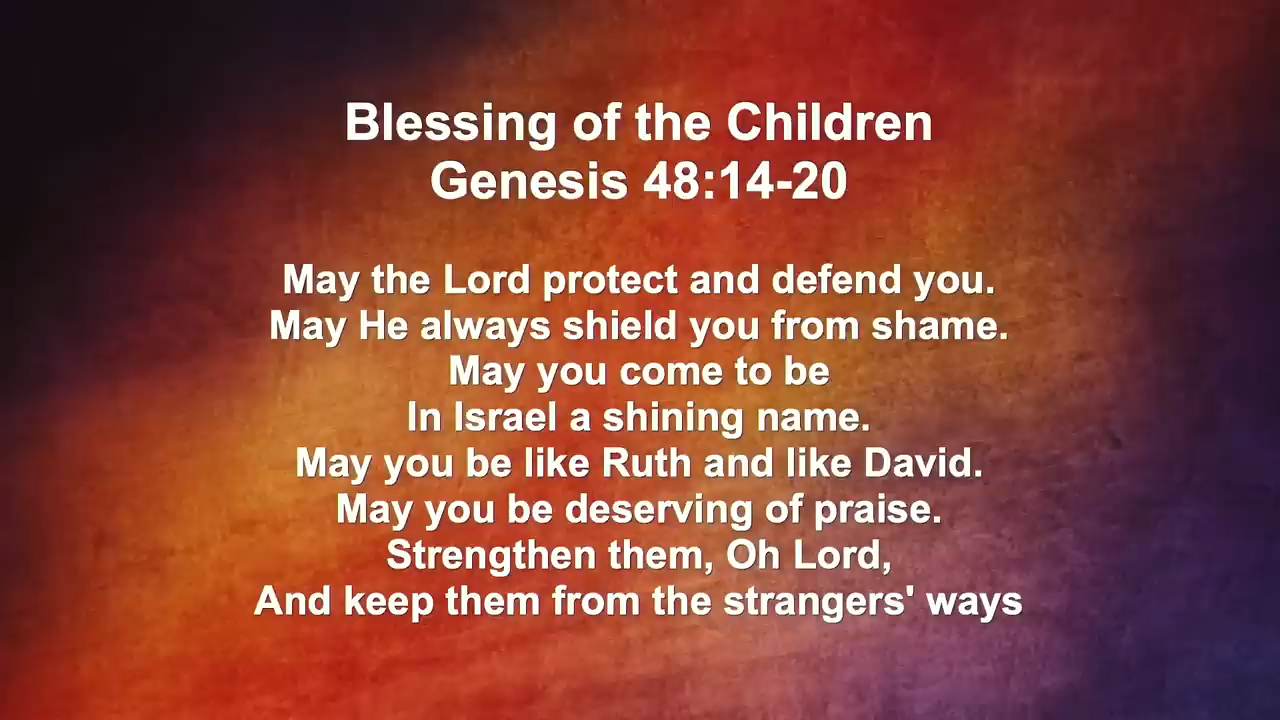 Blessing of the Children
Genesis 48:14-20
May the Lord protect and defend you.
May He always shield you from shame.
May you come to be
In Israel a shining name.
May you be like Ruth and like David.
May you be deserving of praise.
Strengthen them, Oh Lord,
And keep them from the strangers' ways